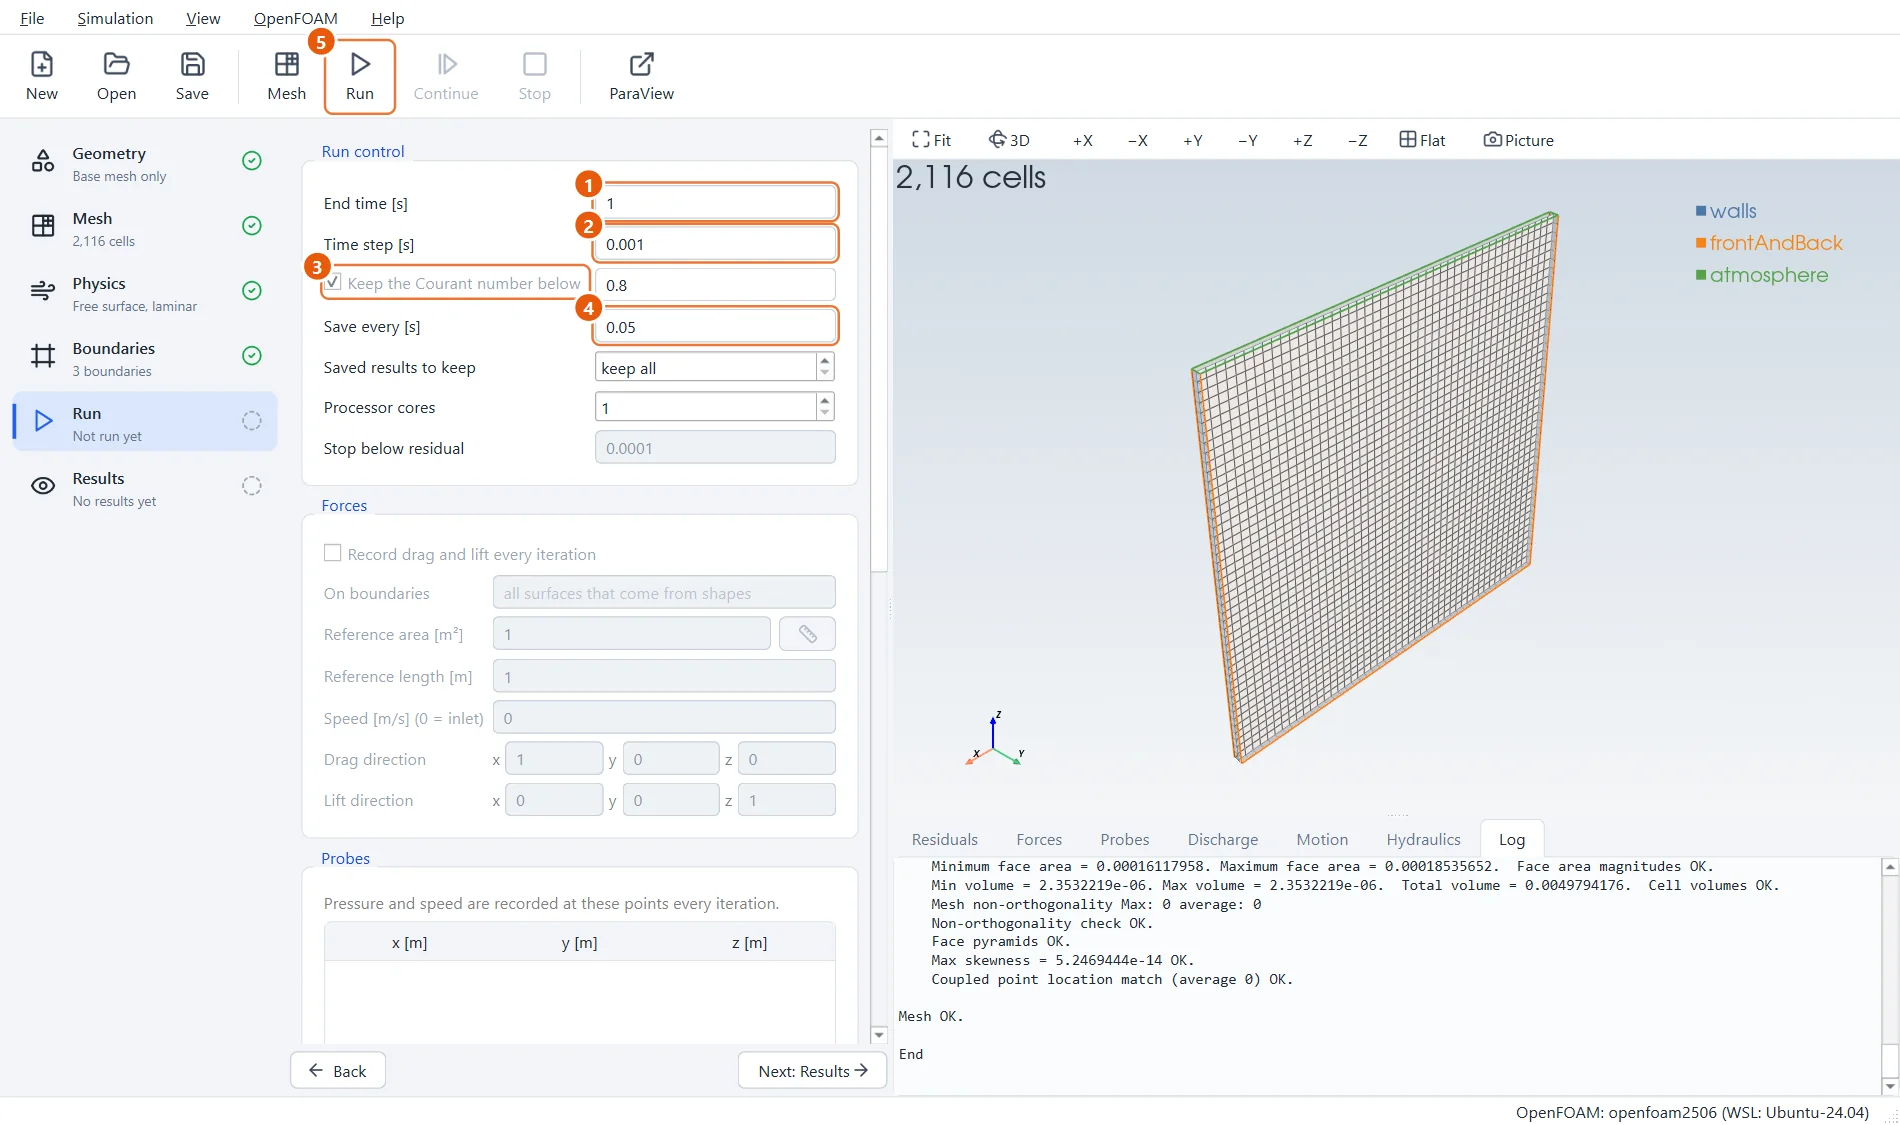 File Simulation View OpenFOAM Help
5
New Open Save Mesh Run Continue Stop ParaView
Geometry
Base mesh only
Mesh
2,116 cells
Physics
Free surface, laminar
Boundaries
3 boundaries
Run
Not run yet
Results
No results yet
Run control
1
End time [s] 1
2
Time step [s] 0.001
3
Keep the Courant number below 0.8
4
Save every [s] 0.05
Saved results to keep keep all
Processor cores 1
Stop below residual 0.0001
Forces
Record drag and lift every iteration
On boundaries all surfaces that come from shapes
Reference area [m²] 1
Reference length [m] 1
Speed [m/s] (0 = inlet) 0
Drag direction x 1 y 0 z 0
Lift direction x 0 y 0 z 1
Probes
Pressure and speed are recorded at these points every iteration.
x [m] y [m] z [m]
Back Next: Results
Fit 3D +X −X +Y −Y +Z −Z Flat Picture
2,116 cells
walls
frontAndBack
atmosphere
Z
X Y
Residuals Forces Probes Discharge Motion Hydraulics Log
Minimum face area = 0.00016117958. Maximum face area = 0.00018535652.  Face area magnitudes OK.
Min volume = 2.3532219e-06. Max volume = 2.3532219e-06.  Total volume = 0.0049794176.  Cell volumes OK.
Mesh non-orthogonality Max: 0 average: 0
Non-orthogonality check OK.
Face pyramids OK.
Max skewness = 5.2469444e-14 OK.
Coupled point location match (average 0) OK.
Mesh OK.
End
OpenFOAM: openfoam2506 (WSL: Ubuntu-24.04)